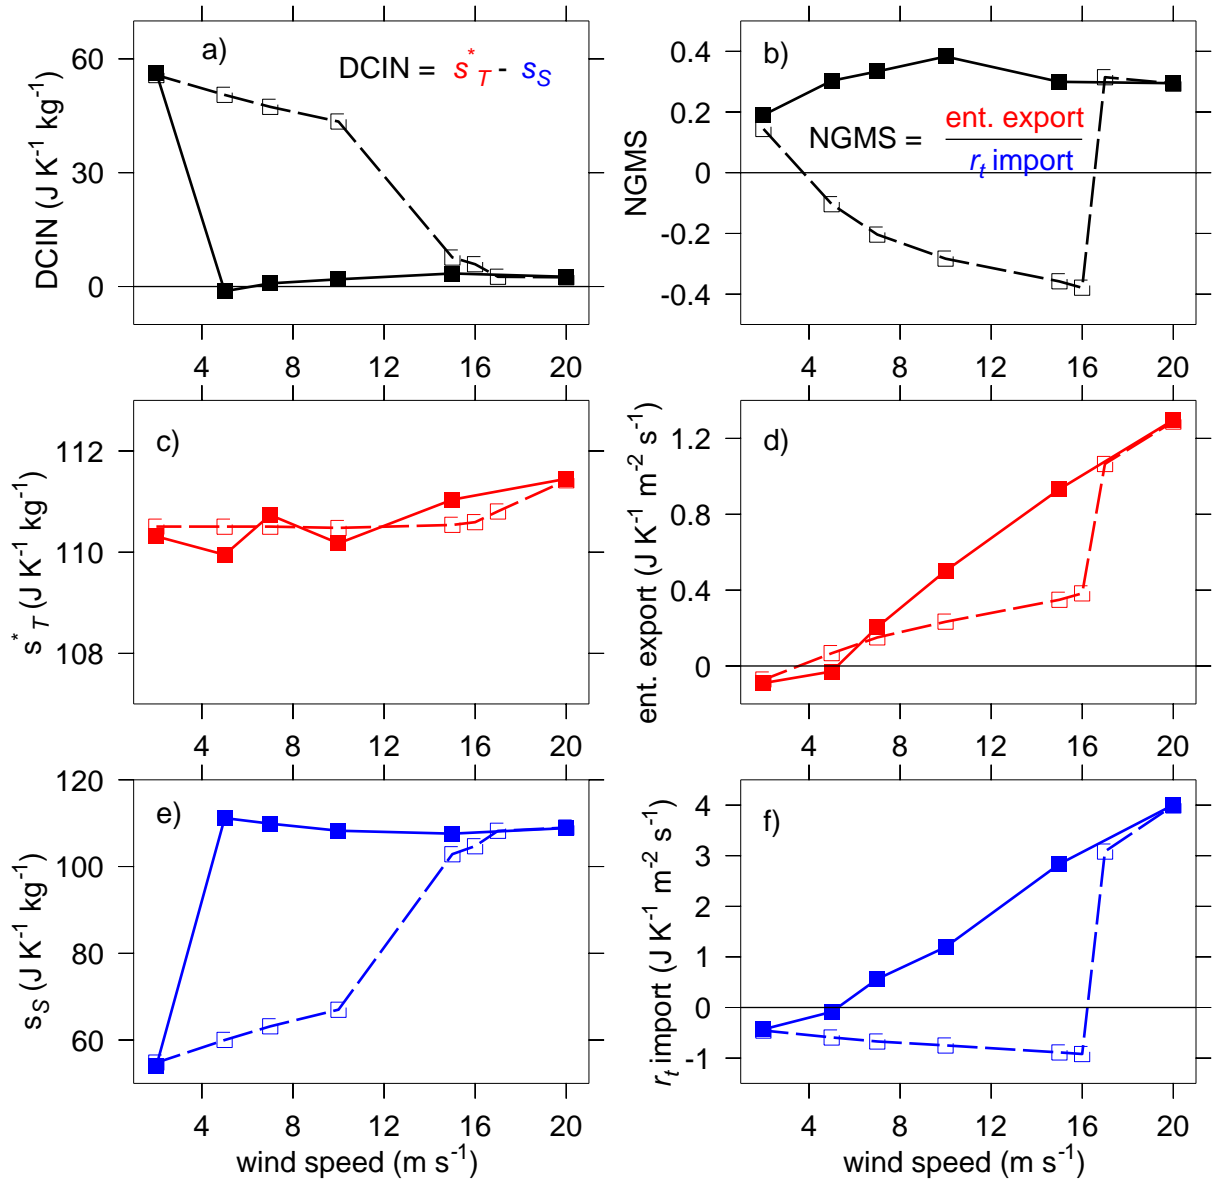 a)
DCIN = s*T - sS
DCIN (J K-1 kg-1)
60
30
0
4 8 12 16 20
b)
NGMS = ent. export
rt import
NGMS
0.4
0.2
0
-0.2
-0.4
4 8 12 16 20
c)
s*T (J K-1 kg-1)
112
110
108
4 8 12 16 20
d)
ent. export (J K-1 m-2 s-1)
1.2
0.8
0.4
0
4 8 12 16 20
e)
sS (J K-1 kg-1)
120
100
80
60
4 8 12 16 20
wind speed (m s-1)
f)
rt import (J K-1 m-2 s-1)
4
3
2
1
0
-1
4 8 12 16 20
wind speed (m s-1)